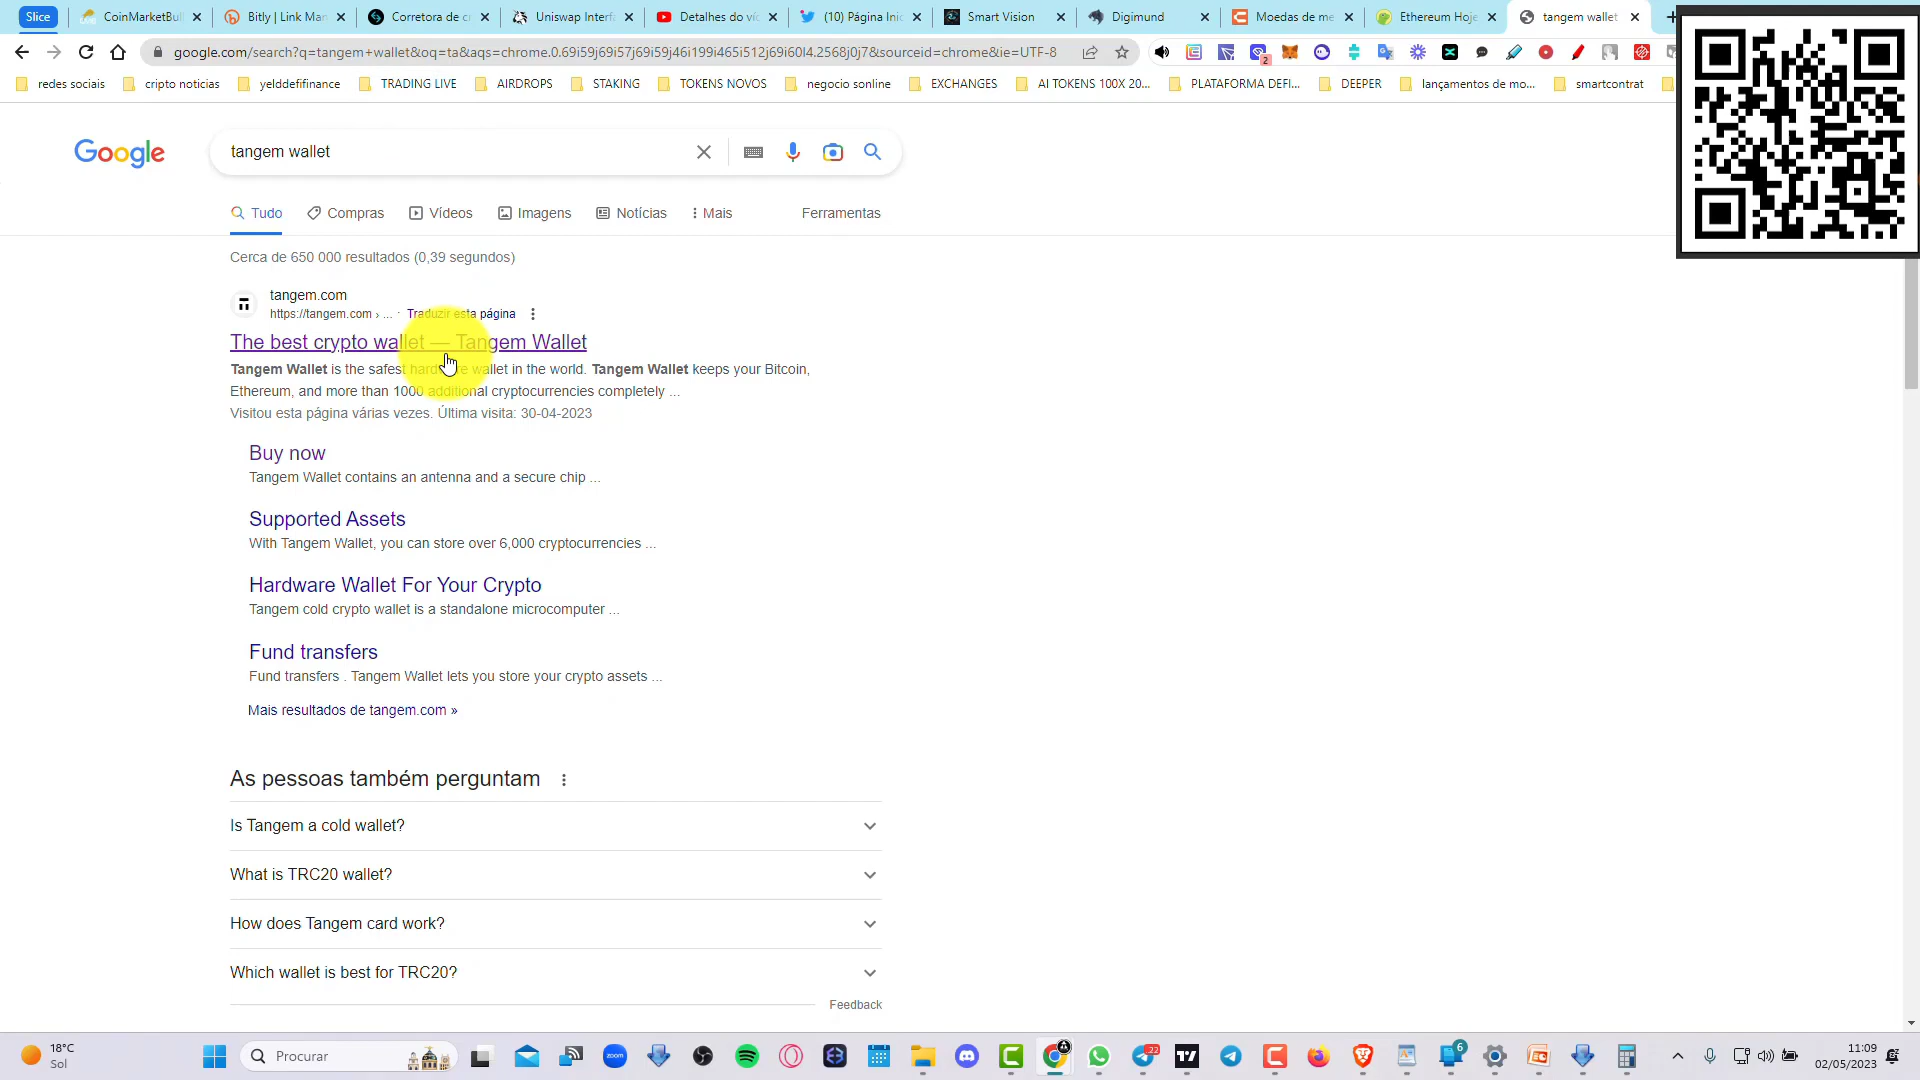 Slice
CoinMarketBul
Bitly | Link Man
Corretora de cr
Uniswap Interf
Detalhes do víc
(10) Página Inic
Smart Vision
Digimund
Moedas de me
Ethereum Hoje
tangem wallet
google.com/search?q=tangem+wallet&oq=ta&aqs=chrome.0.69i59j69i57j69i59j46i199i465i512j69i60l4.2568j0j7&sourceid=chrome&ie=UTF-8
2
redes sociais
cripto noticias
yelddefifinance
TRADING LIVE
AIRDROPS
STAKING
TOKENS NOVOS
negocio sonline
EXCHANGES
AI TOKENS 100X 20...
PLATAFORMA DEFI...
DEEPER
lançamentos de mo...
smartcontrat
Google
tangem wallet
Tudo
Compras
Vídeos
Imagens
Notícias
Mais
Ferramentas
Cerca de 650 000 resultados (0,39 segundos)
tangem.com
https://tangem.com › ... · Traduzir esta página
The best crypto wallet — Tangem Wallet
Tangem Wallet is the safest hardware wallet in the world. Tangem Wallet keeps your Bitcoin,
Ethereum, and more than 1000 additional cryptocurrencies completely ...
Visitou esta página várias vezes. Última visita: 30-04-2023
Buy now
Tangem Wallet contains an antenna and a secure chip ...
Supported Assets
With Tangem Wallet, you can store over 6,000 cryptocurrencies ...
Hardware Wallet For Your Crypto
Tangem cold crypto wallet is a standalone microcomputer ...
Fund transfers
Fund transfers . Tangem Wallet lets you store your crypto assets ...
Mais resultados de tangem.com »
As pessoas também perguntam
Is Tangem a cold wallet?
What is TRC20 wallet?
How does Tangem card work?
Which wallet is best for TRC20?
Feedback
18°C
Sol
Procurar
zoom
22
6
11:09
02/05/2023